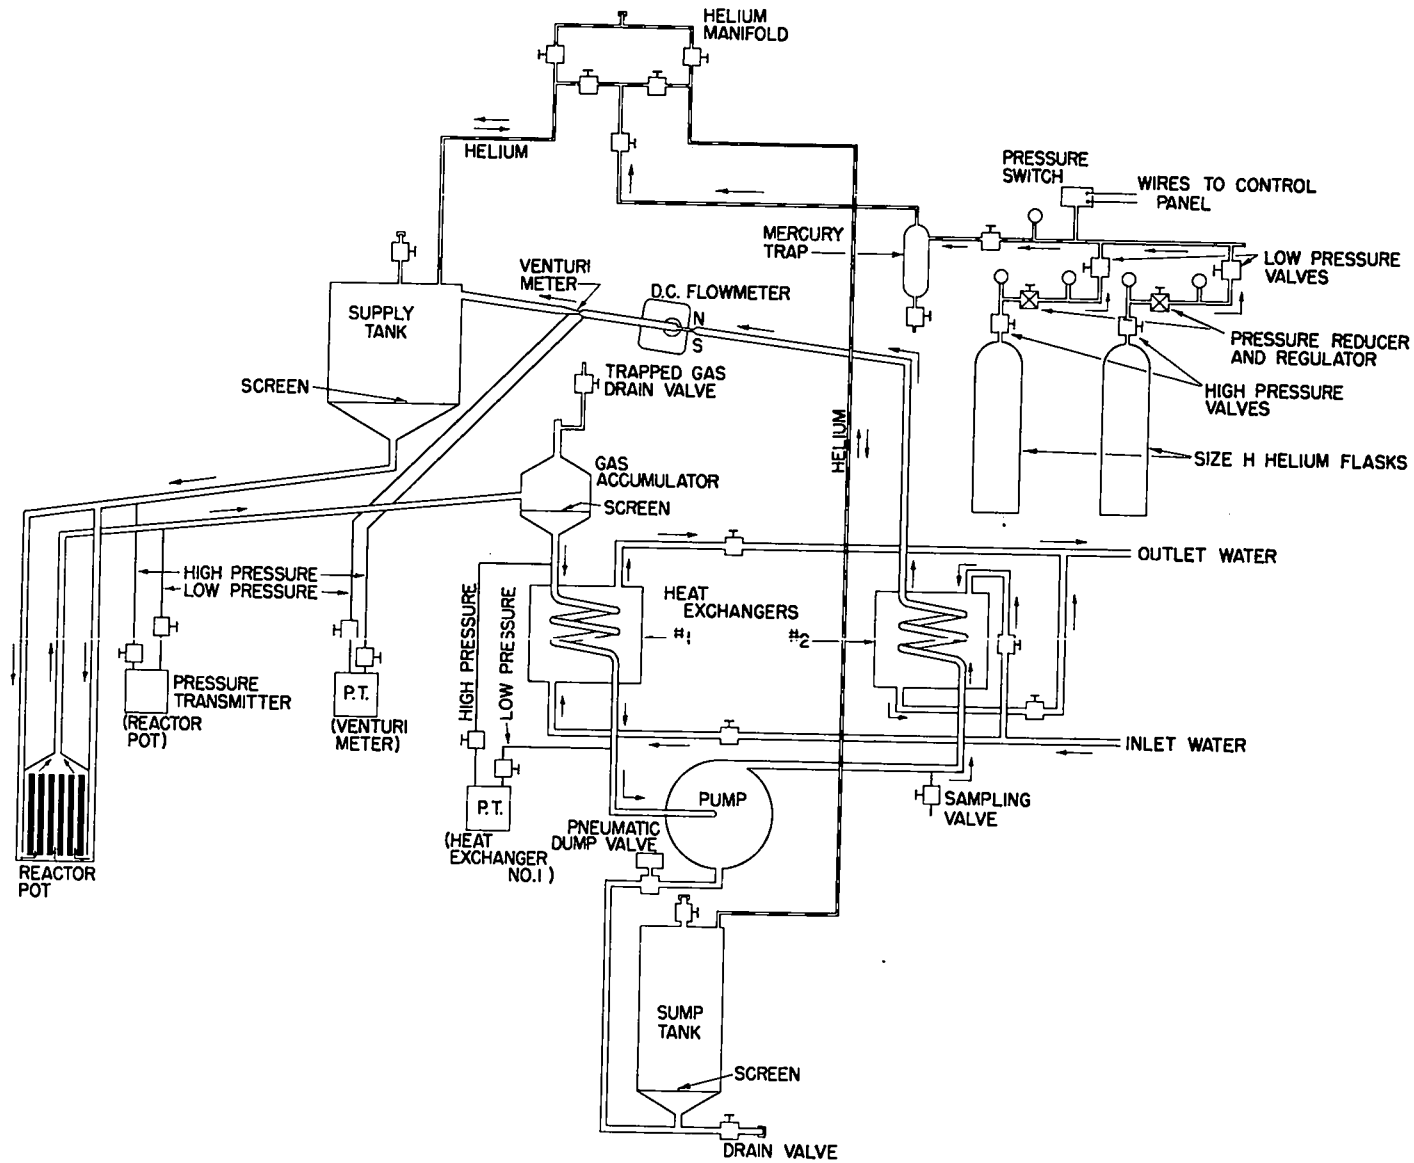 HELIUM
MANIFOLD
HELIUM
PRESSURE
SWITCH
WIRES TO CONTROL
PANEL
MERCURY
TRAP
LOW PRESSURE
VALVES
VENTURI
METER
D.C. FLOWMETER
N
S
SUPPLY
TANK
PRESSURE REDUCER
AND REGULATOR
TRAPPED GAS
DRAIN VALVE
SCREEN
HIGH PRESSURE
VALVES
HELIUM
SIZE H HELIUM FLASKS
GAS
ACCUMULATOR
SCREEN
OUTLET WATER
HIGH PRESSURE
LOW PRESSURE
HEAT
EXCHANGERS
#1
#2
HIGH PRESSURE
LOW PRESSURE
PRESSURE
TRANSMITTER
(REACTOR
POT)
P.T.
(VENTURI
METER)
INLET WATER
PUMP
SAMPLING
VALVE
P.T.
(HEAT
EXCHANGER
NO.1)
PNEUMATIC
DUMP VALVE
REACTOR
POT
SUMP
TANK
SCREEN
DRAIN VALVE